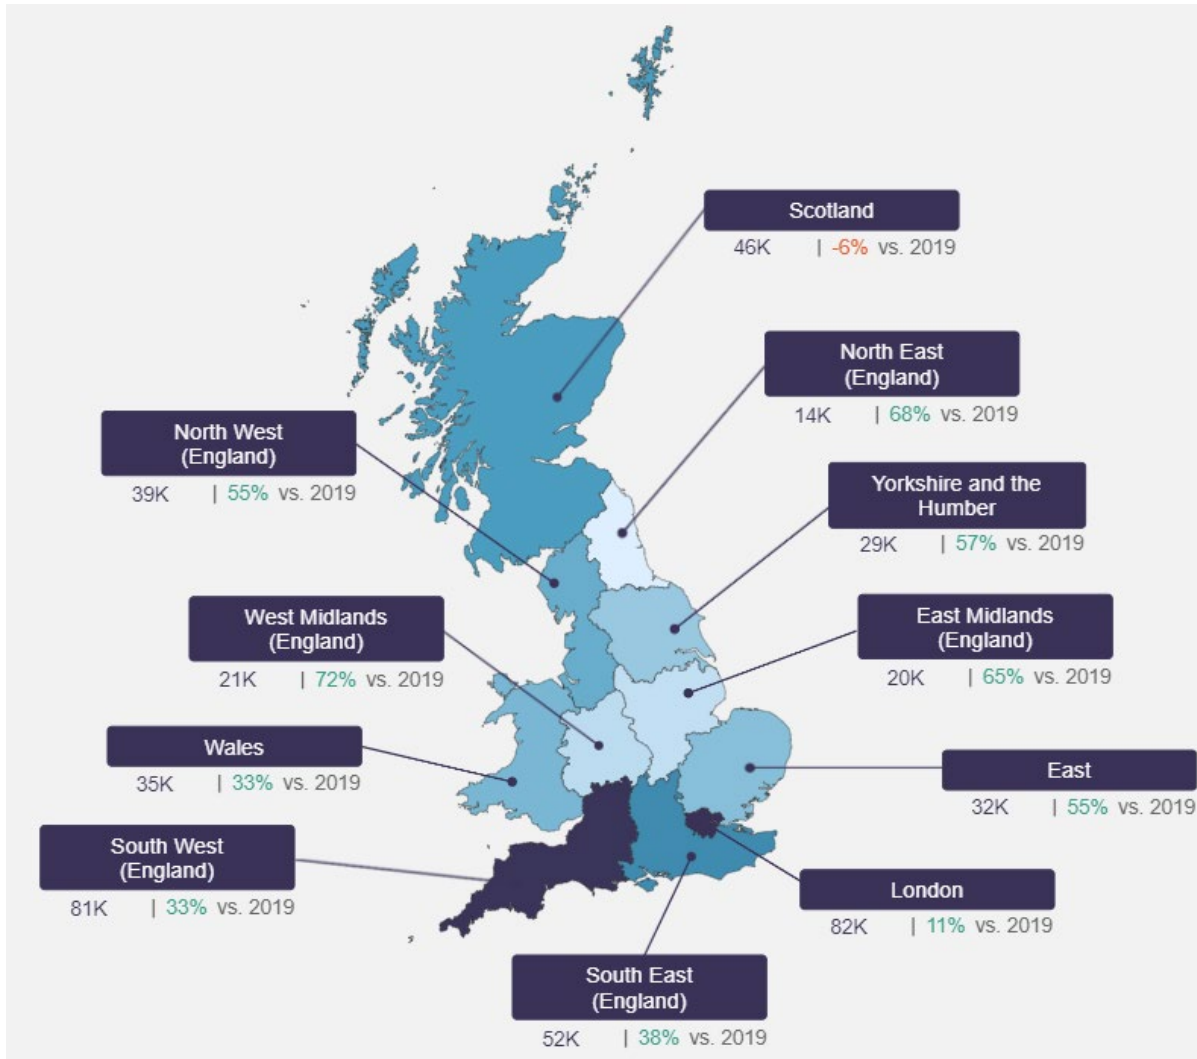 Scotland
46K | -6% vs. 2019
North East
(England)
14K | 68% vs. 2019
North West
(England)
39K | 55% vs. 2019
Yorkshire and the
Humber
29K | 57% vs. 2019
West Midlands
(England)
21K | 72% vs. 2019
East Midlands
(England)
20K | 65% vs. 2019
Wales
35K | 33% vs. 2019
East
32K | 55% vs. 2019
South West
(England)
81K | 33% vs. 2019
London
82K | 11% vs. 2019
South East
(England)
52K | 38% vs. 2019